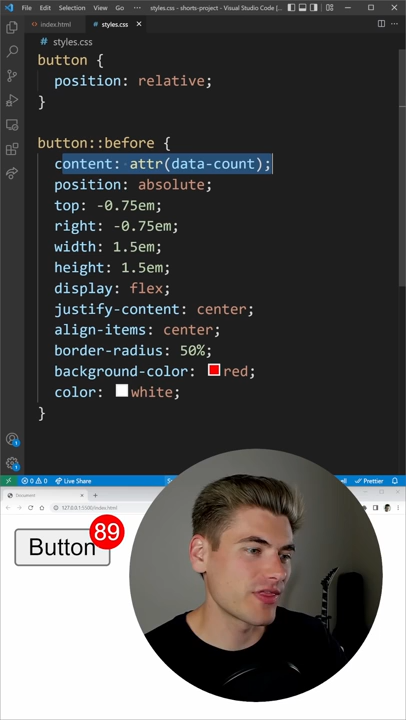 File Edit Selection View Go ··· styles.css - shorts-project - Visual Studio Code [...
index.html styles.css ×
styles.css
button {
position: relative;
}
button::before {
content: attr(data-count);
position: absolute;
top: -0.75em;
right: -0.75em;
width: 1.5em;
height: 1.5em;
display: flex;
justify-content: center;
align-items: center;
border-radius: 50%;
background-color: red;
color: white;
}
0 0 Live Share Prettier
Document
127.0.0.1:5500/index.html
89
Button